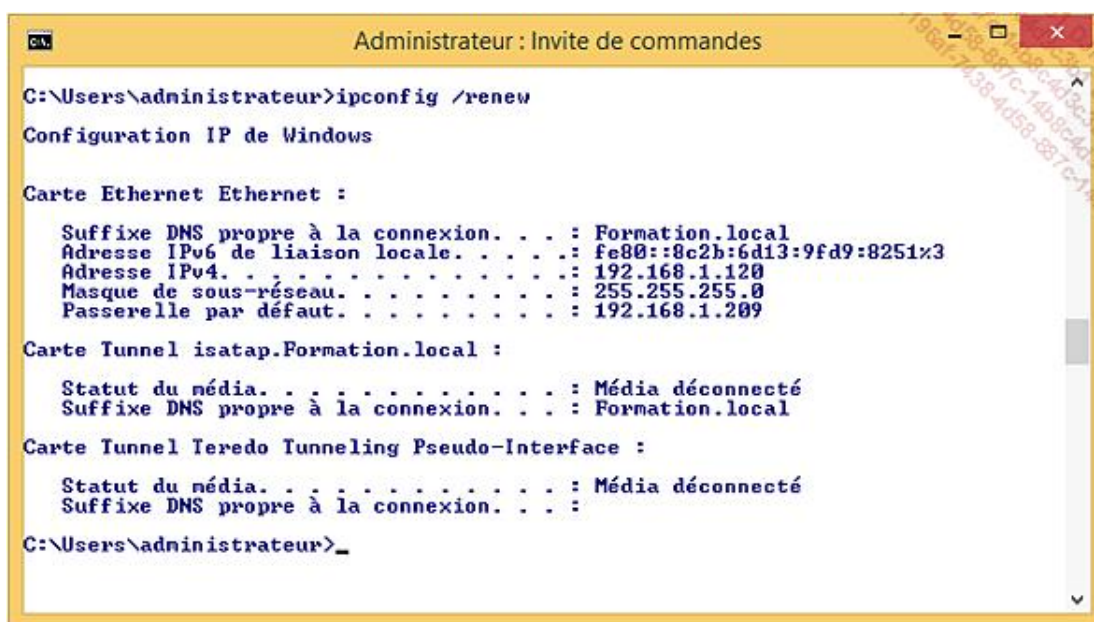 Administrateur : Invite de commandes
C:\Users\administrateur>ipconfig /renew
Configuration IP de Windows
Carte Ethernet Ethernet :
Suffixe DNS propre à la connexion. . . : Formation.local
Adresse IPv6 de liaison locale. . . . .: fe80::8c2b:6d13:9fd9:8251%3
Adresse IPv4. . . . . . . . . . . . . .: 192.168.1.120
Masque de sous-réseau. . . . . . . . . : 255.255.255.0
Passerelle par défaut. . . . . . . . . : 192.168.1.209
Carte Tunnel isatap.Formation.local :
Statut du média. . . . . . . . . . . . : Média déconnecté
Suffixe DNS propre à la connexion. . . : Formation.local
Carte Tunnel Teredo Tunneling Pseudo-Interface :
Statut du média. . . . . . . . . . . . : Média déconnecté
Suffixe DNS propre à la connexion. . . :
C:\Users\administrateur>_